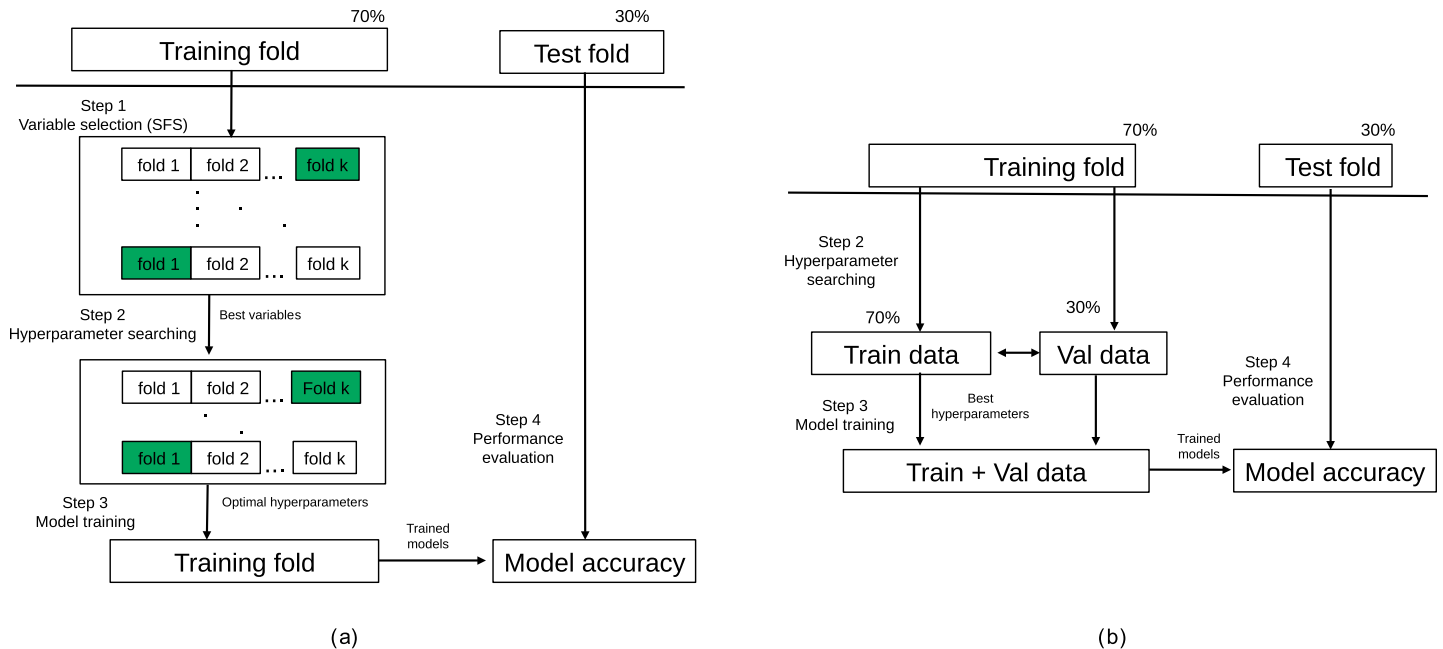 70%
30%
Training fold
Test fold
Step 1
Variable selection (SFS)
fold 1 fold 2 ... fold k
fold 1 fold 2 ... fold k
Step 2
Hyperparameter searching
Best variables
fold 1 fold 2 ... Fold k
fold 1 fold 2 ... fold k
Step 3
Model training
Optimal hyperparameters
Training fold
Trained
models
Step 4
Performance
evaluation
Model accuracy
(a)
70%
30%
Training fold
Test fold
Step 2
Hyperparameter
searching
70%
30%
Train data
Val data
Step 3
Model training
Best
hyperparameters
Train + Val data
Trained
models
Step 4
Performance
evaluation
Model accuracy
(b)